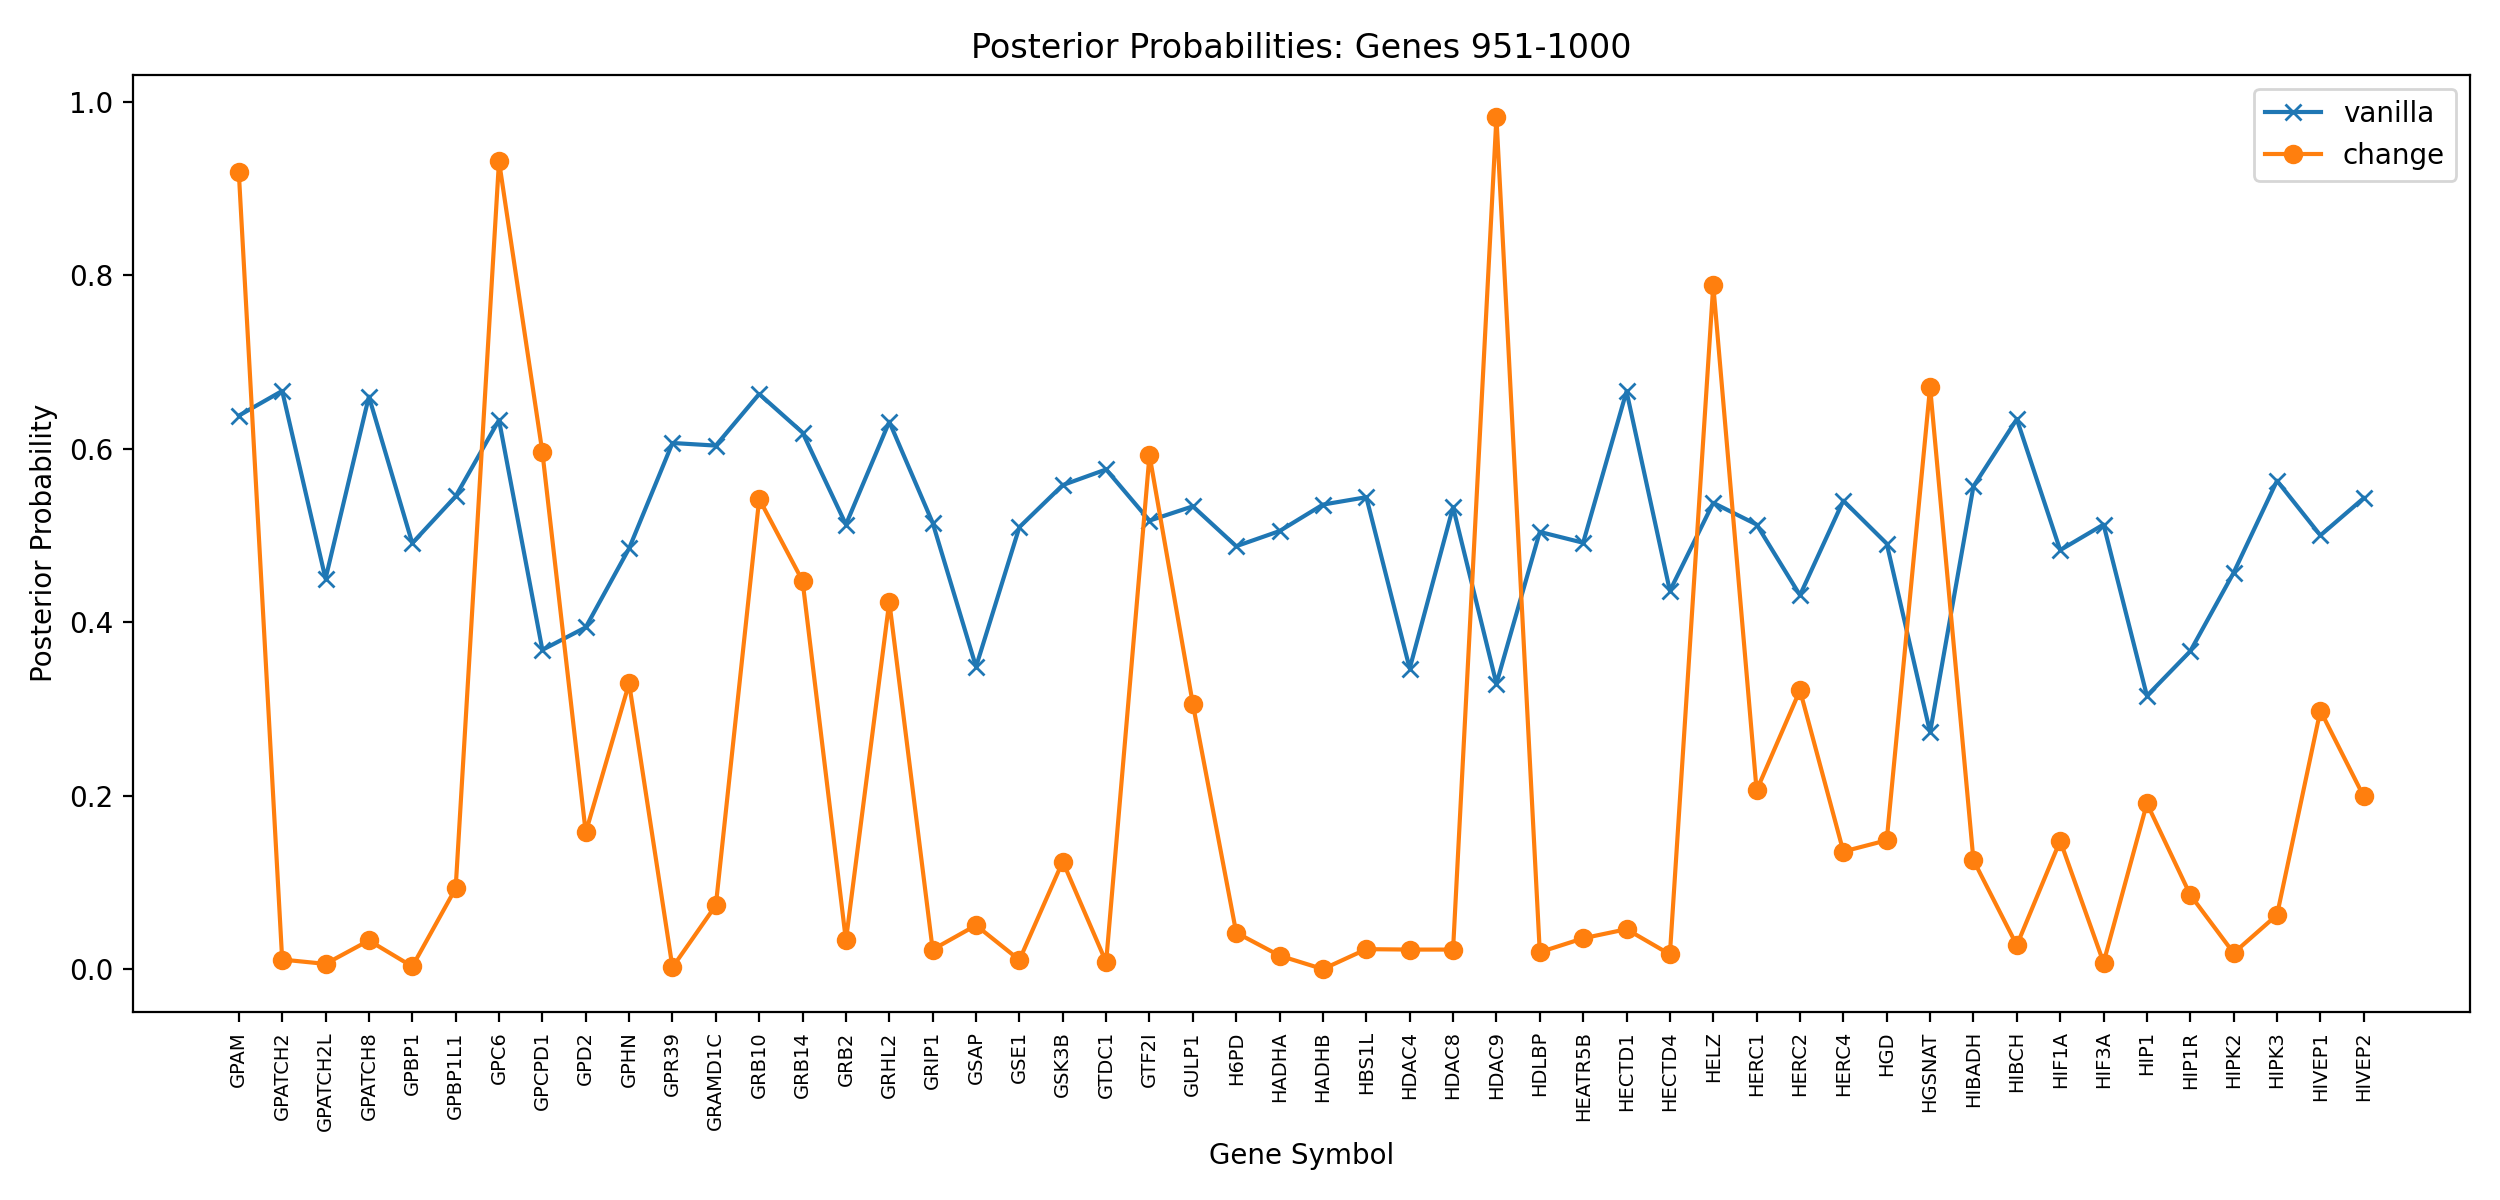 Posterior Probabilities: Genes 951-1000
vanilla
change
Posterior Probability
1.0
0.8
0.6
0.4
0.2
0.0
GPAM
GPATCH2
GPATCH2L
GPATCH8
GPBP1
GPBP1L1
GPC6
GPCPD1
GPD2
GPHN
GPR39
GRAMD1C
GRB10
GRB14
GRB2
GRHL2
GRIP1
GSAP
GSE1
GSK3B
GTDC1
GTF2I
GULP1
H6PD
HADHA
HADHB
HBS1L
HDAC4
HDAC8
HDAC9
HDLBP
HEATR5B
HECTD1
HECTD4
HELZ
HERC1
HERC2
HERC4
HGD
HGSNAT
HIBADH
HIBCH
HIF1A
HIF3A
HIP1
HIP1R
HIPK2
HIPK3
HIVEP1
HIVEP2
Gene Symbol